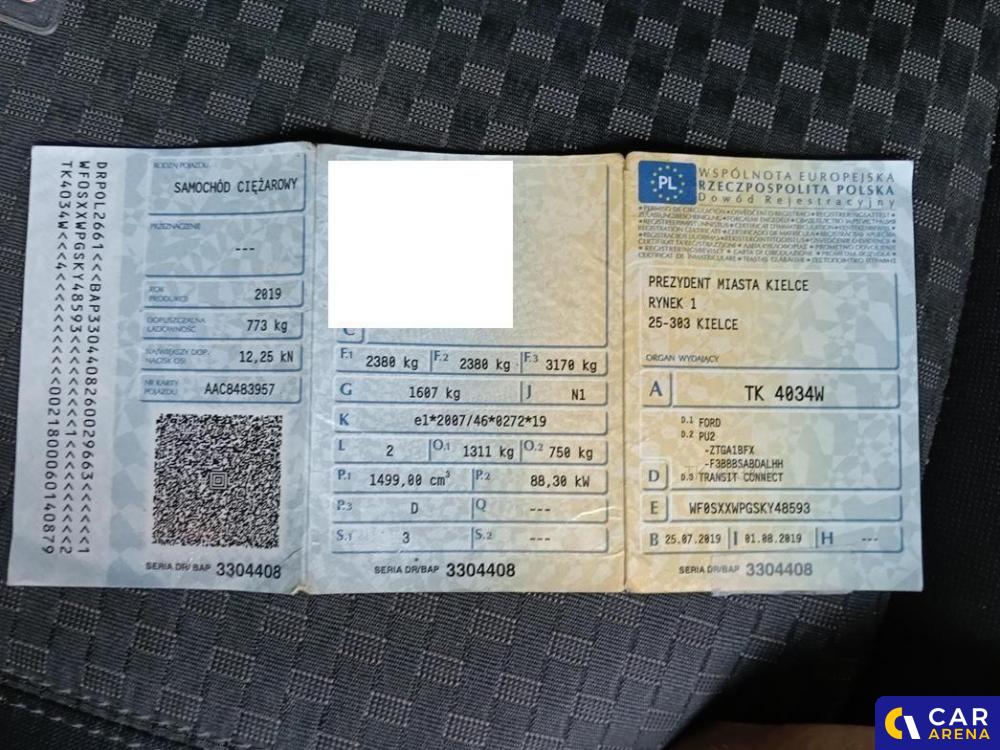 DRPOL2661<<<BAP3304408260029663<<<<<<1
WF0SXXWPGSKY48593
TK4034W<<<4
RODZAJ POJAZDU
SAMOCHÓD CIĘŻAROWY
PRZEZNACZENIE
---
ROK PRODUKCJI
2019
DOPUSZCZALNA ŁADOWNOŚĆ
773 kg
NAJWIĘKSZY DOP. NACISK OSI
12,25 kN
NR KARTY POJAZDU
AAC8483957
SERIA DR/BAP 3304408
C
F.1 2380 kg F.2 2380 kg F.3 3170 kg
G 1607 kg J N1
K e1*2007/46*0272*19
L 2 O.1 1311 kg O.2 750 kg
P.1 1499,00 cm³ P.2 88,30 kW
P.3 D Q ---
S.1 3 S.2 ---
SERIA DR/BAP 3304408
PL
WSPÓLNOTA EUROPEJSKA
RZECZPOSPOLITA POLSKA
Dowód Rejestracyjny
PREZYDENT MIASTA KIELCE
RYNEK 1
25-303 KIELCE
ORGAN WYDAJĄCY
A TK 4034W
D.1 FORD
D.2 PU2
-ZTGA1BFX
-F3BBBSABDALHH
D D.3 TRANSIT CONNECT
E WF0SXXWPGSKY48593
B 25.07.2019 I 01.08.2019 H ---
SERIA DR/BAP 3304408
CAR
ARENA